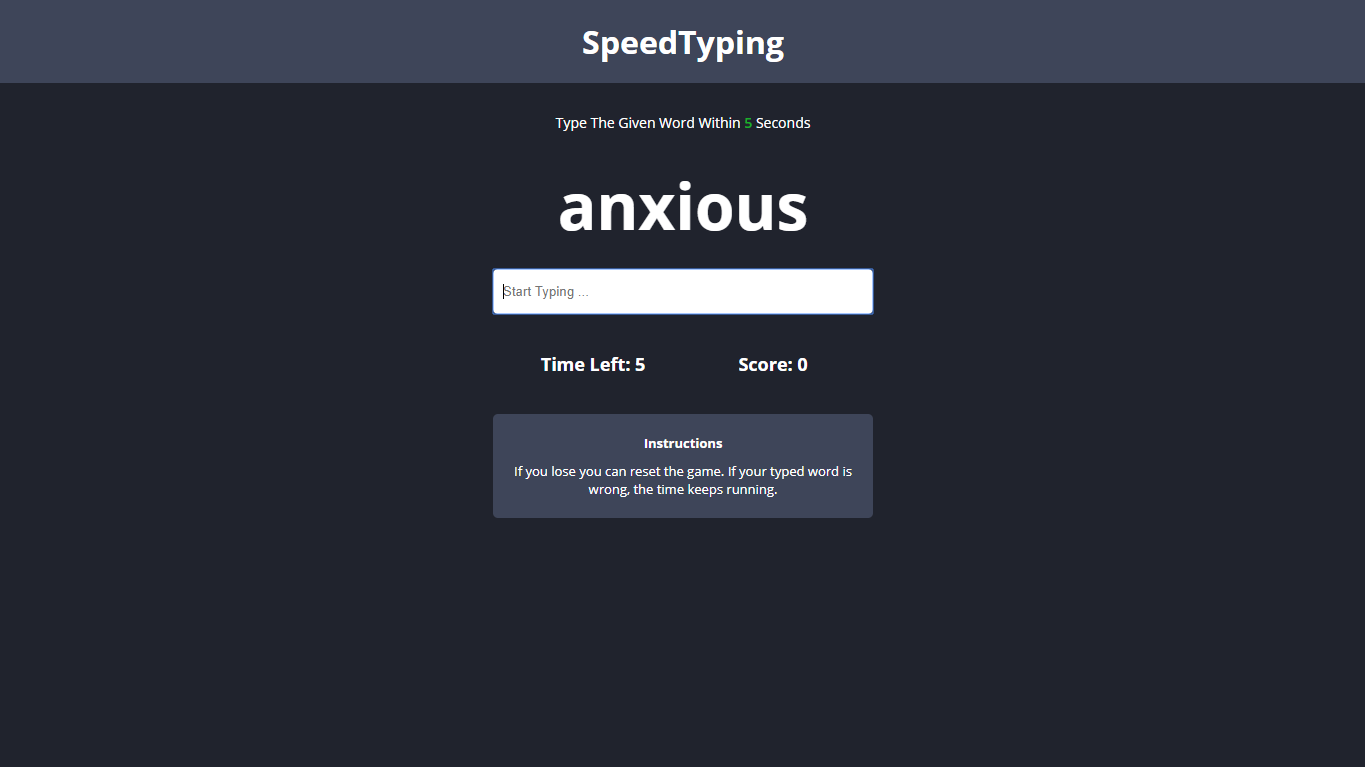 SpeedTyping
Type The Given Word Within 5 Seconds
anxious
Start Typing ...
Time Left: 5 Score: 0
Instructions
If you lose you can reset the game. If your typed word is
wrong, the time keeps running.